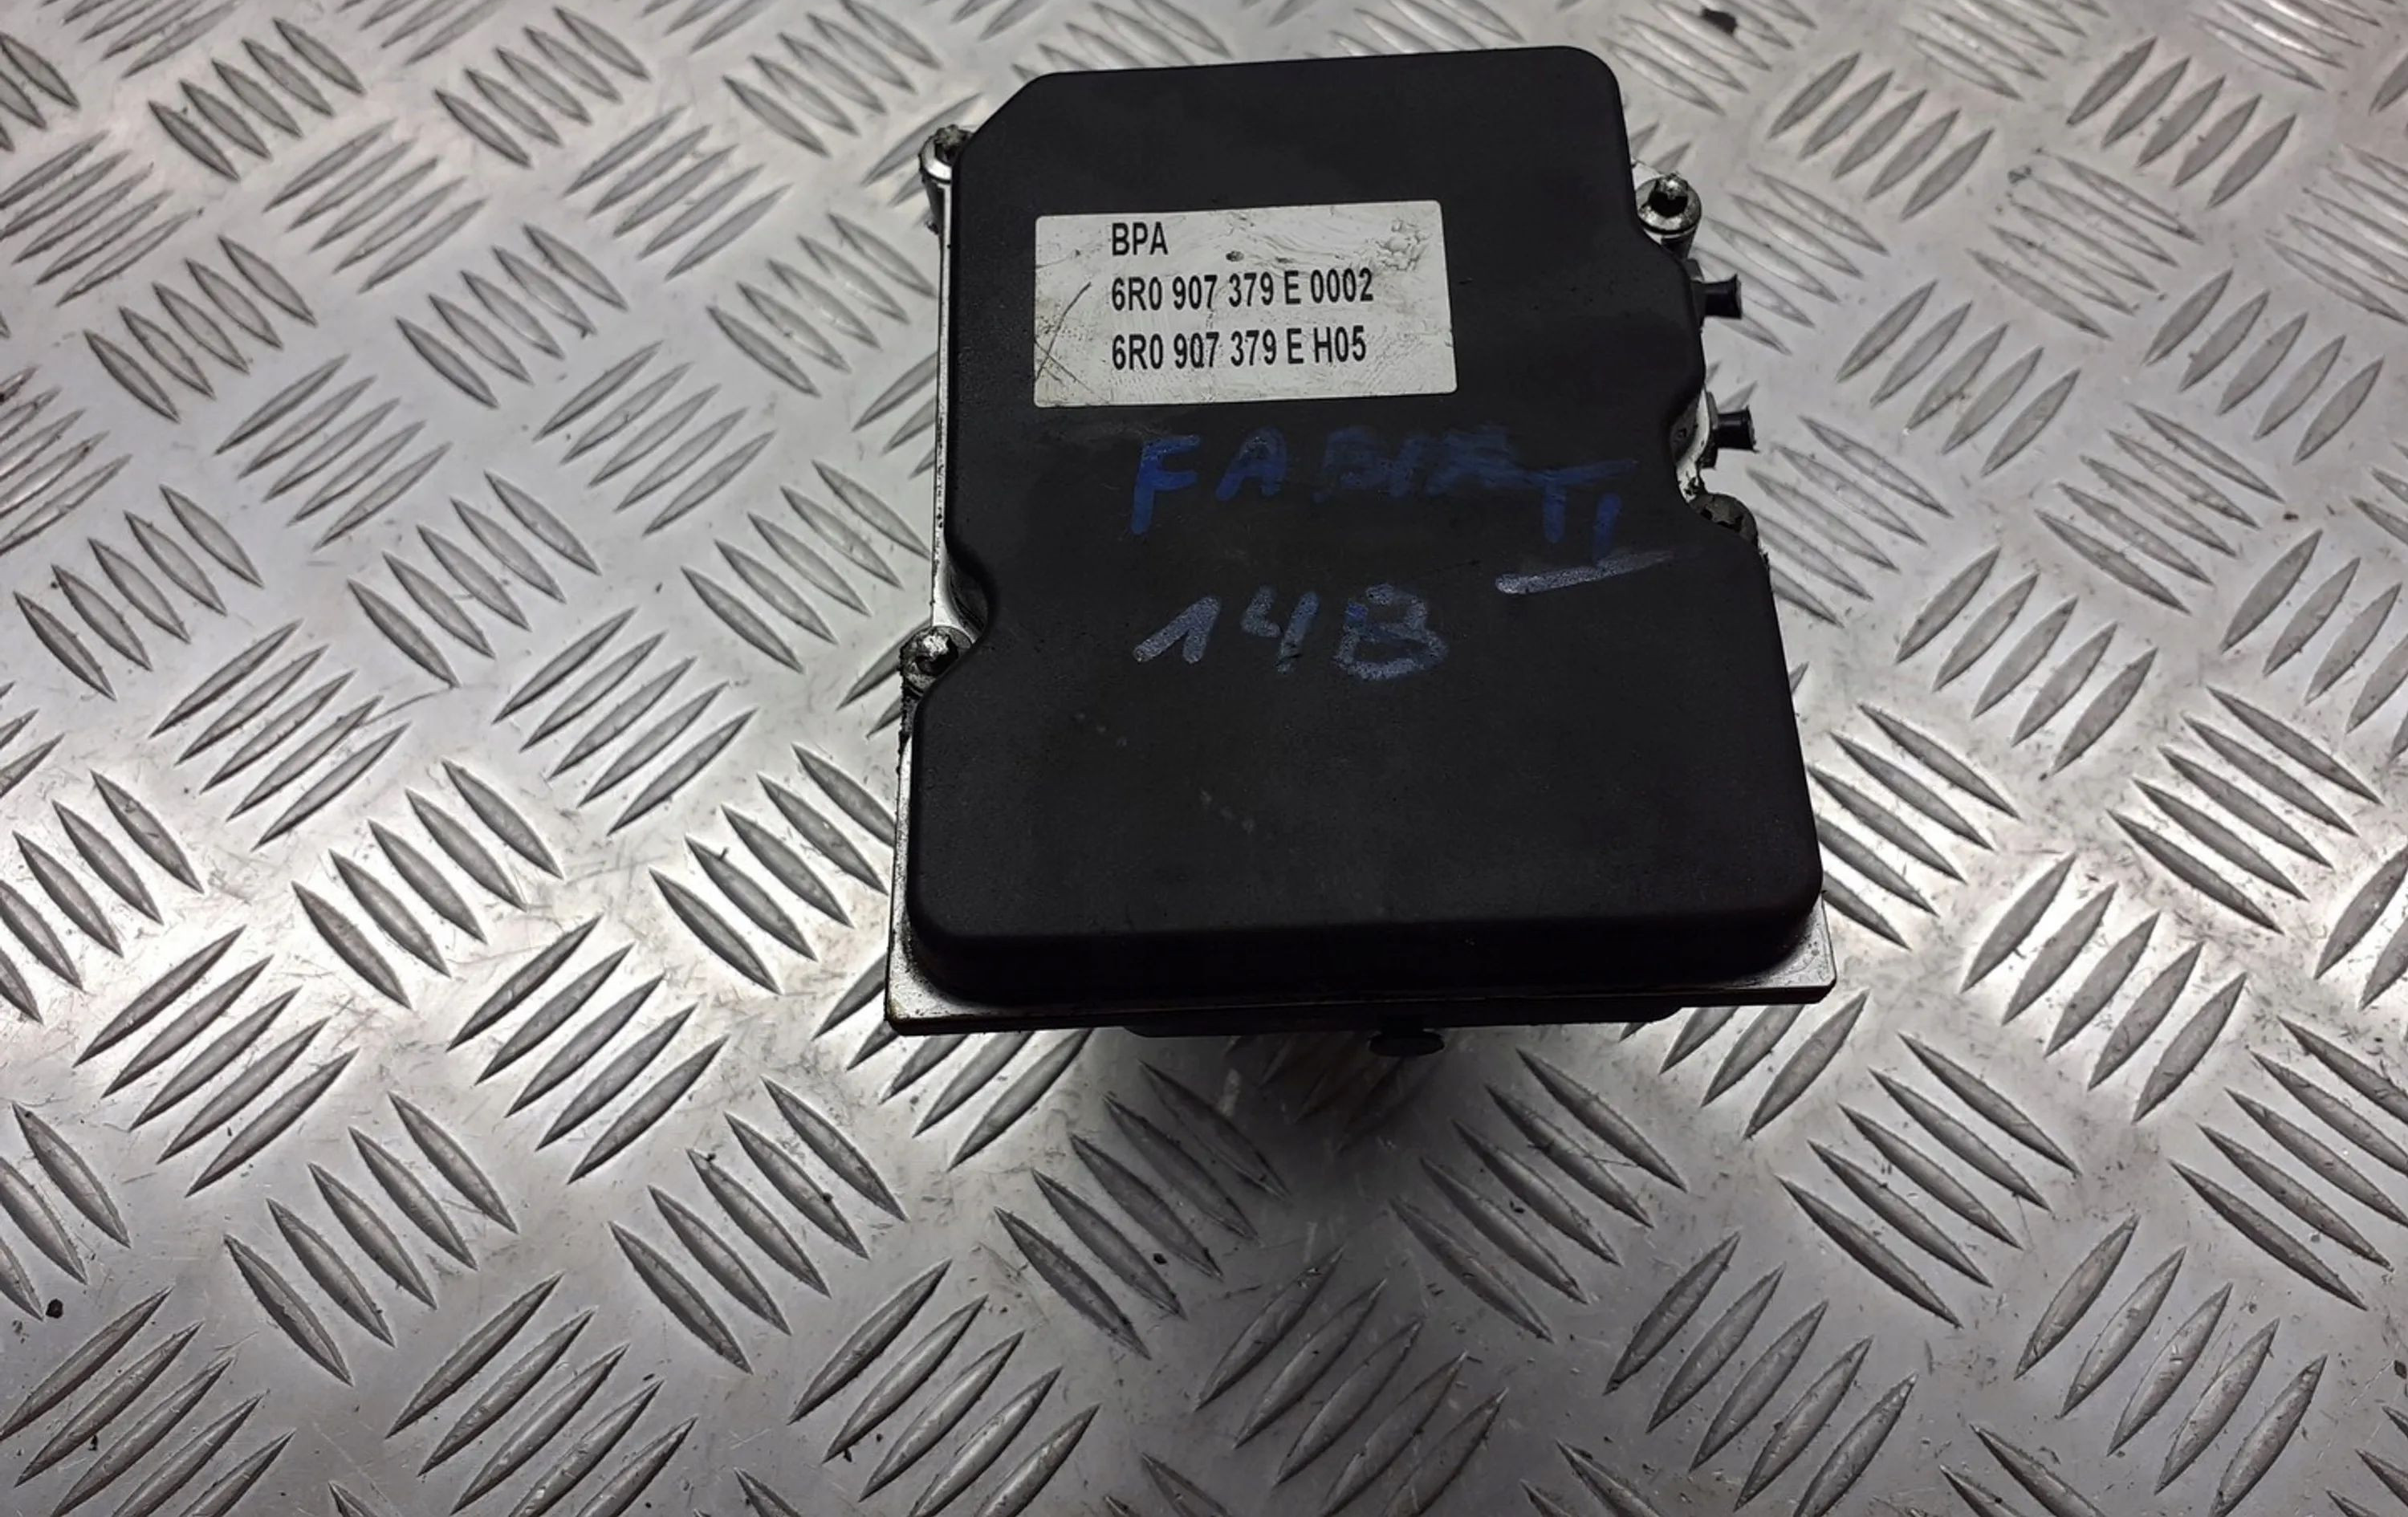 BPA
6R0 907 379 E 0002
6R0 907 379 E H05
FABIA II
14B